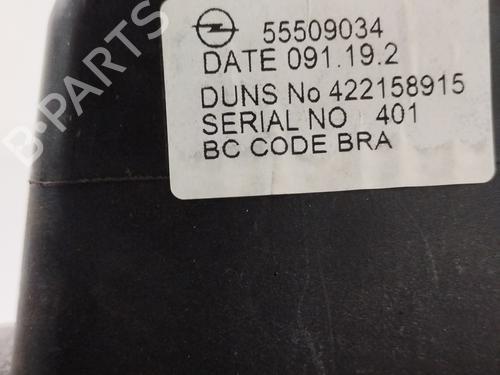 55509034
DATE 091.19.2
DUNS No 422158915
SERIAL NO 401
BC CODE BRA
B-PARTS